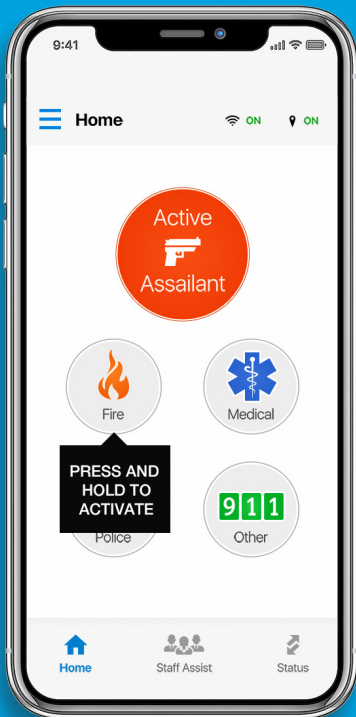 9:41
Home
ON
ON
Active
Assailant
Fire
Medical
PRESS AND
HOLD TO
ACTIVATE
Police
911
Other
Home
Staff Assist
Status